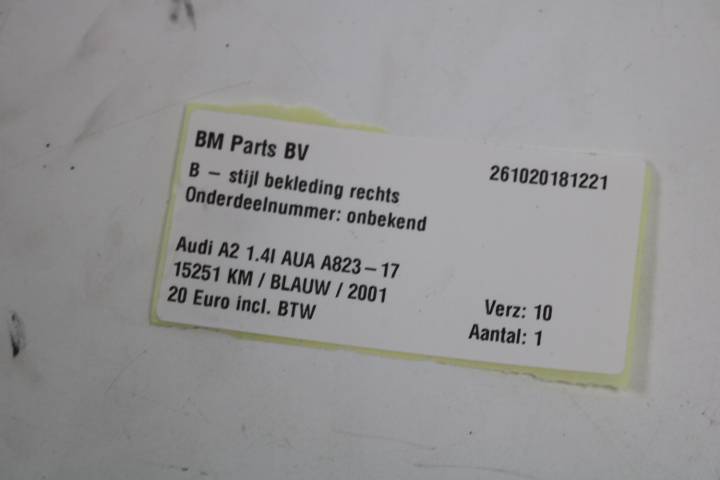 BM Parts BV
261020181221
B – stijl bekleding rechts
Onderdeelnummer: onbekend
Audi A2 1.4I AUA A823–17
15251 KM / BLAUW / 2001
20 Euro incl. BTW
Verz: 10
Aantal: 1